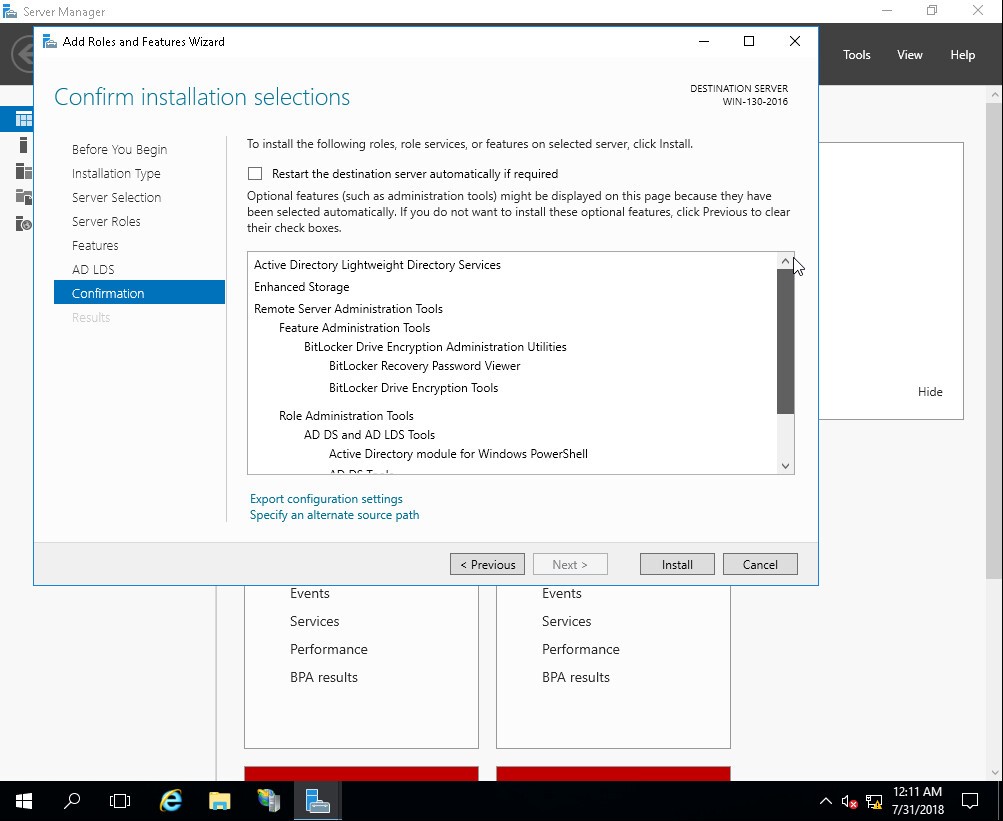 Server Manager
Add Roles and Features Wizard
Tools View Help
Confirm installation selections
DESTINATION SERVER
WIN-130-2016
Before You Begin
Installation Type
Server Selection
Server Roles
Features
AD LDS
Confirmation
Results
To install the following roles, role services, or features on selected server, click Install.
Restart the destination server automatically if required
Optional features (such as administration tools) might be displayed on this page because they have
been selected automatically. If you do not want to install these optional features, click Previous to clear
their check boxes.
Active Directory Lightweight Directory Services
Enhanced Storage
Remote Server Administration Tools
Feature Administration Tools
BitLocker Drive Encryption Administration Utilities
BitLocker Recovery Password Viewer
BitLocker Drive Encryption Tools
Role Administration Tools
AD DS and AD LDS Tools
Active Directory module for Windows PowerShell
AD DS Tools
Export configuration settings
Specify an alternate source path
< Previous Next > Install Cancel
Hide
Events
Services
Performance
BPA results
Events
Services
Performance
BPA results
12:11 AM
7/31/2018